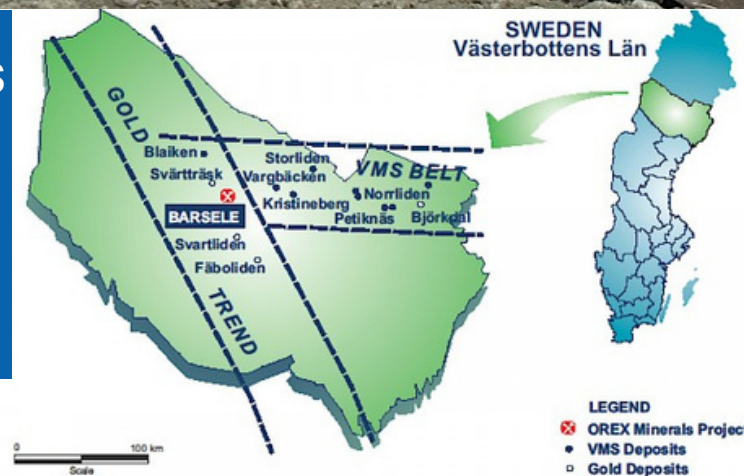 S
SWEDEN
Västerbottens Län
GOLD
TREND
VMS BELT
Blaiken
Storliden
Svärtträsk
Vargbäcken
Norrliden
Kristineberg
BARSELE
Petiknäs
Björkdal
Svartliden
Fäboliden
LEGEND
OREX Minerals Project
VMS Deposits
Gold Deposits
0 100 km
Scale